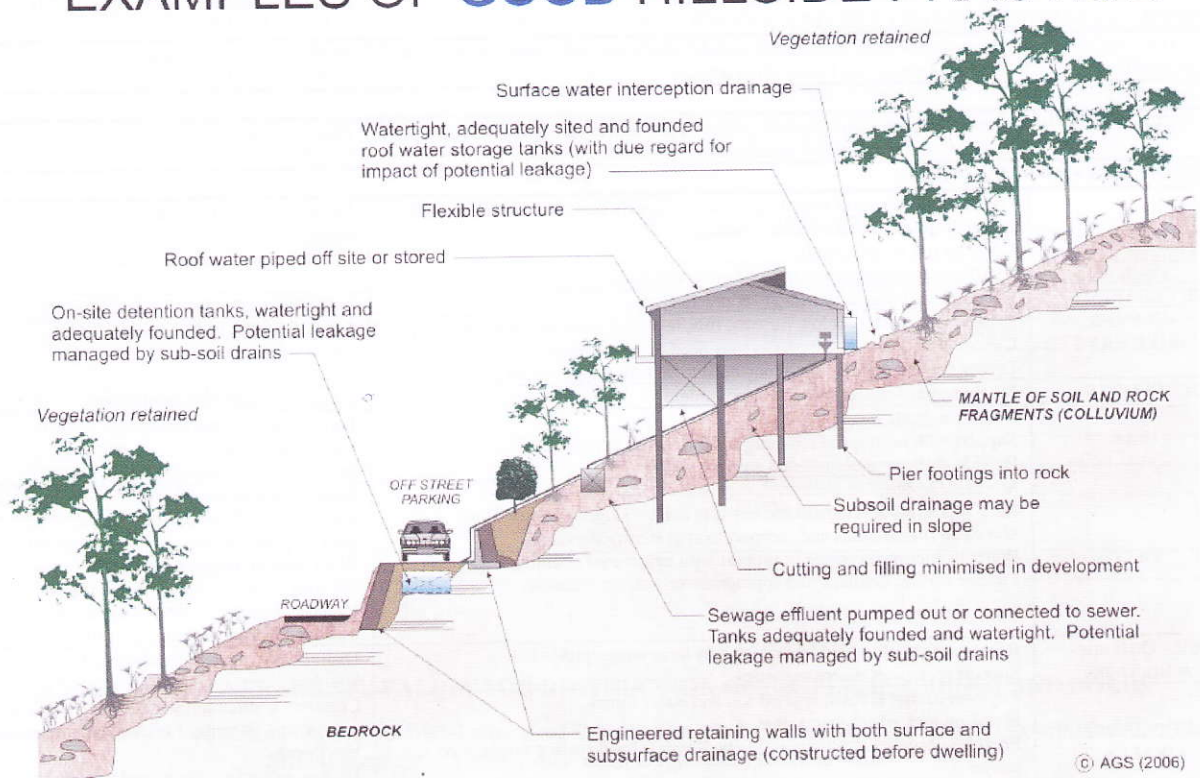 EXAMPLES OF GOOD HILLSIDE
Vegetation retained
Surface water interception drainage
Watertight, adequately sited and founded
roof water storage tanks (with due regard for
impact of potential leakage)
Flexible structure
Roof water piped off site or stored
On-site detention tanks, watertight and
adequately founded. Potential leakage
managed by sub-soil drains
Vegetation retained
MANTLE OF SOIL AND ROCK
FRAGMENTS (COLLUVIUM)
OFF STREET
PARKING
Pier footings into rock
Subsoil drainage may be
required in slope
Cutting and filling minimised in development
ROADWAY
Sewage effluent pumped out or connected to sewer.
Tanks adequately founded and watertight. Potential
leakage managed by sub-soil drains
BEDROCK
Engineered retaining walls with both surface and
subsurface drainage (constructed before dwelling)
© AGS (2006)